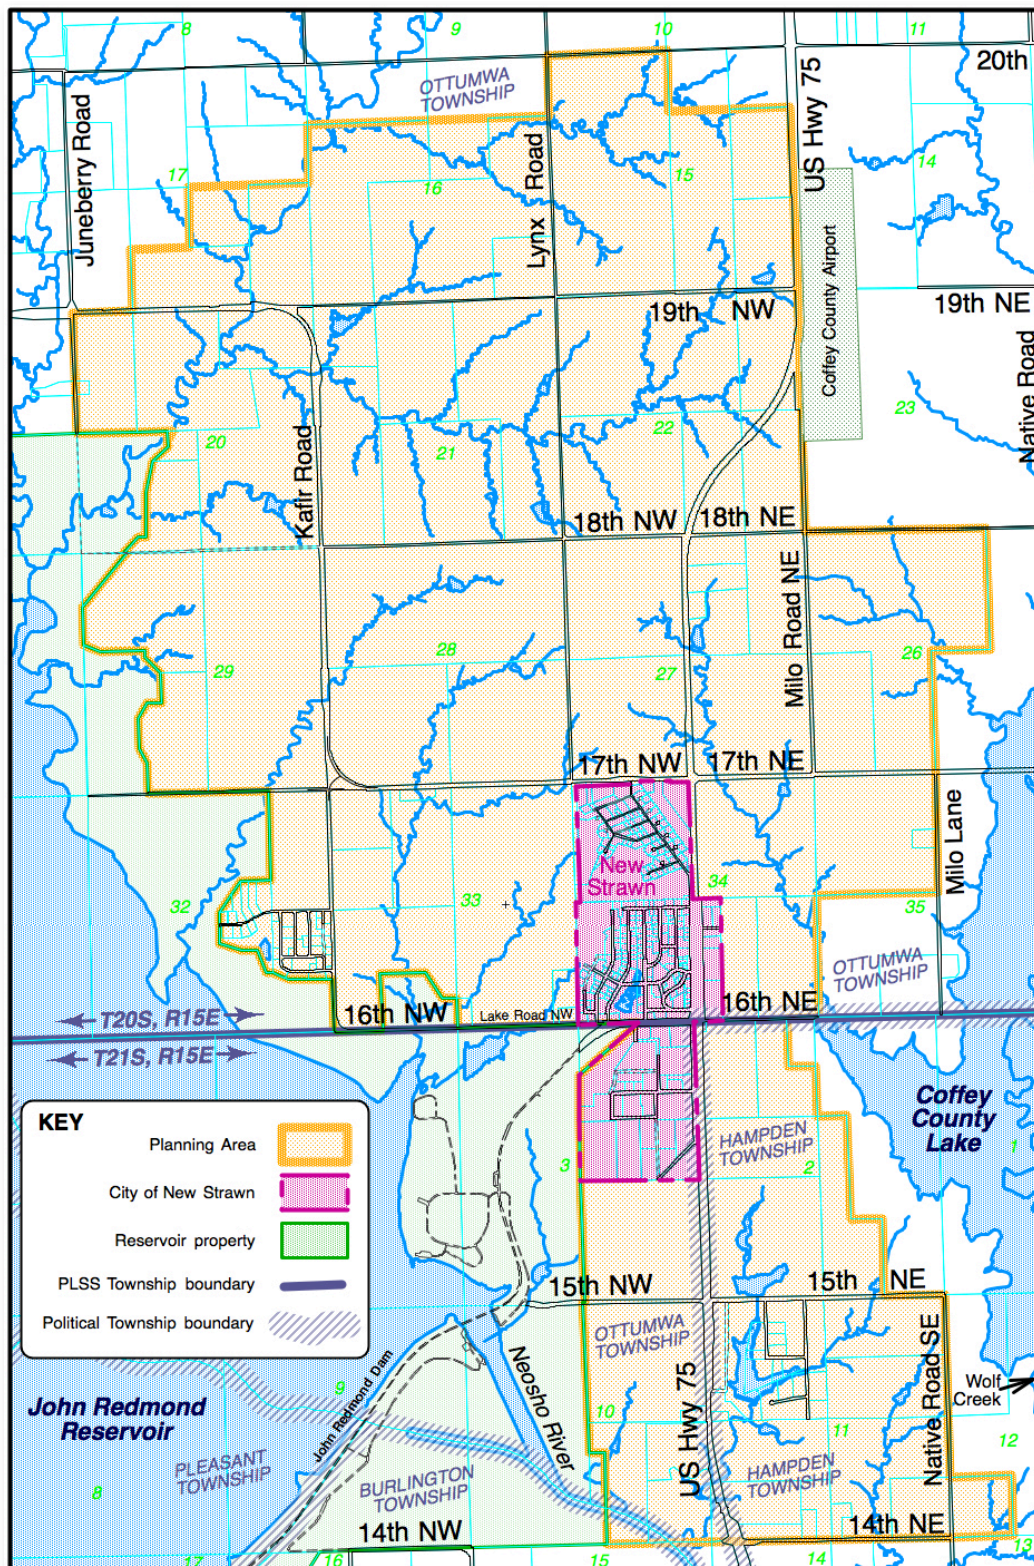 8
9
10
11
20th
OTTUMWA
TOWNSHIP
US Hwy 75
Juneberry Road
17
16
Lynx Road
15
14
Coffey County Airport
19th NW
19th NE
Native Road
20
Kafir Road
21
22
23
18th NW
18th NE
Milo Road NE
29
28
27
26
17th NW
17th NE
New
Strawn
Milo Lane
32
33
34
35
OTTUMWA
TOWNSHIP
16th NW
Lake Road NW
16th NE
T20S, R15E
T21S, R15E
KEY
Planning Area
City of New Strawn
Reservoir property
PLSS Township boundary
Political Township boundary
HAMPDEN
TOWNSHIP
Coffey
County
Lake
3
2
1
15th NW
15th NE
OTTUMWA
TOWNSHIP
Native Road SE
Wolf
Creek
John Redmond
Reservoir
John Redmond Dam
Neosho River
US Hwy 75
9
10
11
12
PLEASANT
TOWNSHIP
BURLINGTON
TOWNSHIP
HAMPDEN
TOWNSHIP
8
14th NW
14th NE
17
16
15
14
13